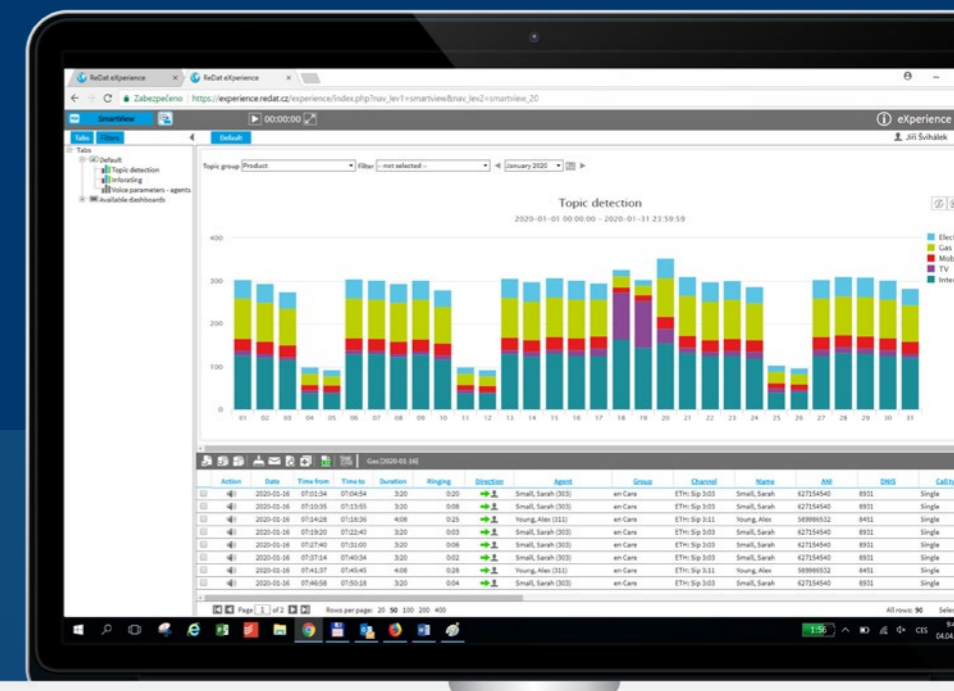 ReDat eXperience × ReDat eXperience ×
Zabezpečeno https://experience.redat.cz/experience/index.php?nav_lev1=smartview&nav_lev2=smartview_20
SmartView 00:00:00 eXperience
Tabs Filters Default Jiří Švihálek
Tabs
Default
Topic detection
Inforating
Voice parameters - agents
Available dashboards
Topic group Product Filter -- not selected -- January 2020
Topic detection
2020-01-01 00:00:00 - 2020-01-31 23:59:59
Elect
Gas
Mob
TV
Inter
400
300
200
100
0
01 02 03 04 05 06 07 08 09 10 11 12 13 14 15 16 17 18 19 20 21 22 23 24 25 26 27 28 29 30 31
Gas [2020-01-16]
Action Date Time from Time to Duration Ringing Direction Agent Group Channel Name ANI DNIS Call ty
2020-01-16 07:01:34 07:04:54 3:20 0:20 Small, Sarah (303) en Care ETH: Sip 3:03 Small, Sarah 627154540 8931 Single
2020-01-16 07:10:35 07:13:55 3:20 0:08 Small, Sarah (303) en Care ETH: Sip 3:03 Small, Sarah 627154540 8931 Single
2020-01-16 07:14:28 07:18:36 4:08 0:25 Young, Alex (311) en Care ETH: Sip 3:11 Young, Alex 589986532 8451 Single
2020-01-16 07:19:20 07:22:40 3:20 0:03 Small, Sarah (303) en Care ETH: Sip 3:03 Small, Sarah 627154540 8931 Single
2020-01-16 07:27:40 07:31:00 3:20 0:06 Small, Sarah (303) en Care ETH: Sip 3:03 Small, Sarah 627154540 8931 Single
2020-01-16 07:37:14 07:40:34 3:20 0:02 Small, Sarah (303) en Care ETH: Sip 3:03 Small, Sarah 627154540 8931 Single
2020-01-16 07:41:37 07:45:45 4:08 0:28 Young, Alex (311) en Care ETH: Sip 3:11 Young, Alex 589986532 8451 Single
2020-01-16 07:46:58 07:50:18 3:20 0:04 Small, Sarah (303) en Care ETH: Sip 3:03 Small, Sarah 627154540 8931 Single
Page 1 of 2 Rows per page: 20 50 100 200 400 All rows: 90 Selec
1:56 CES 9:4
04.04.